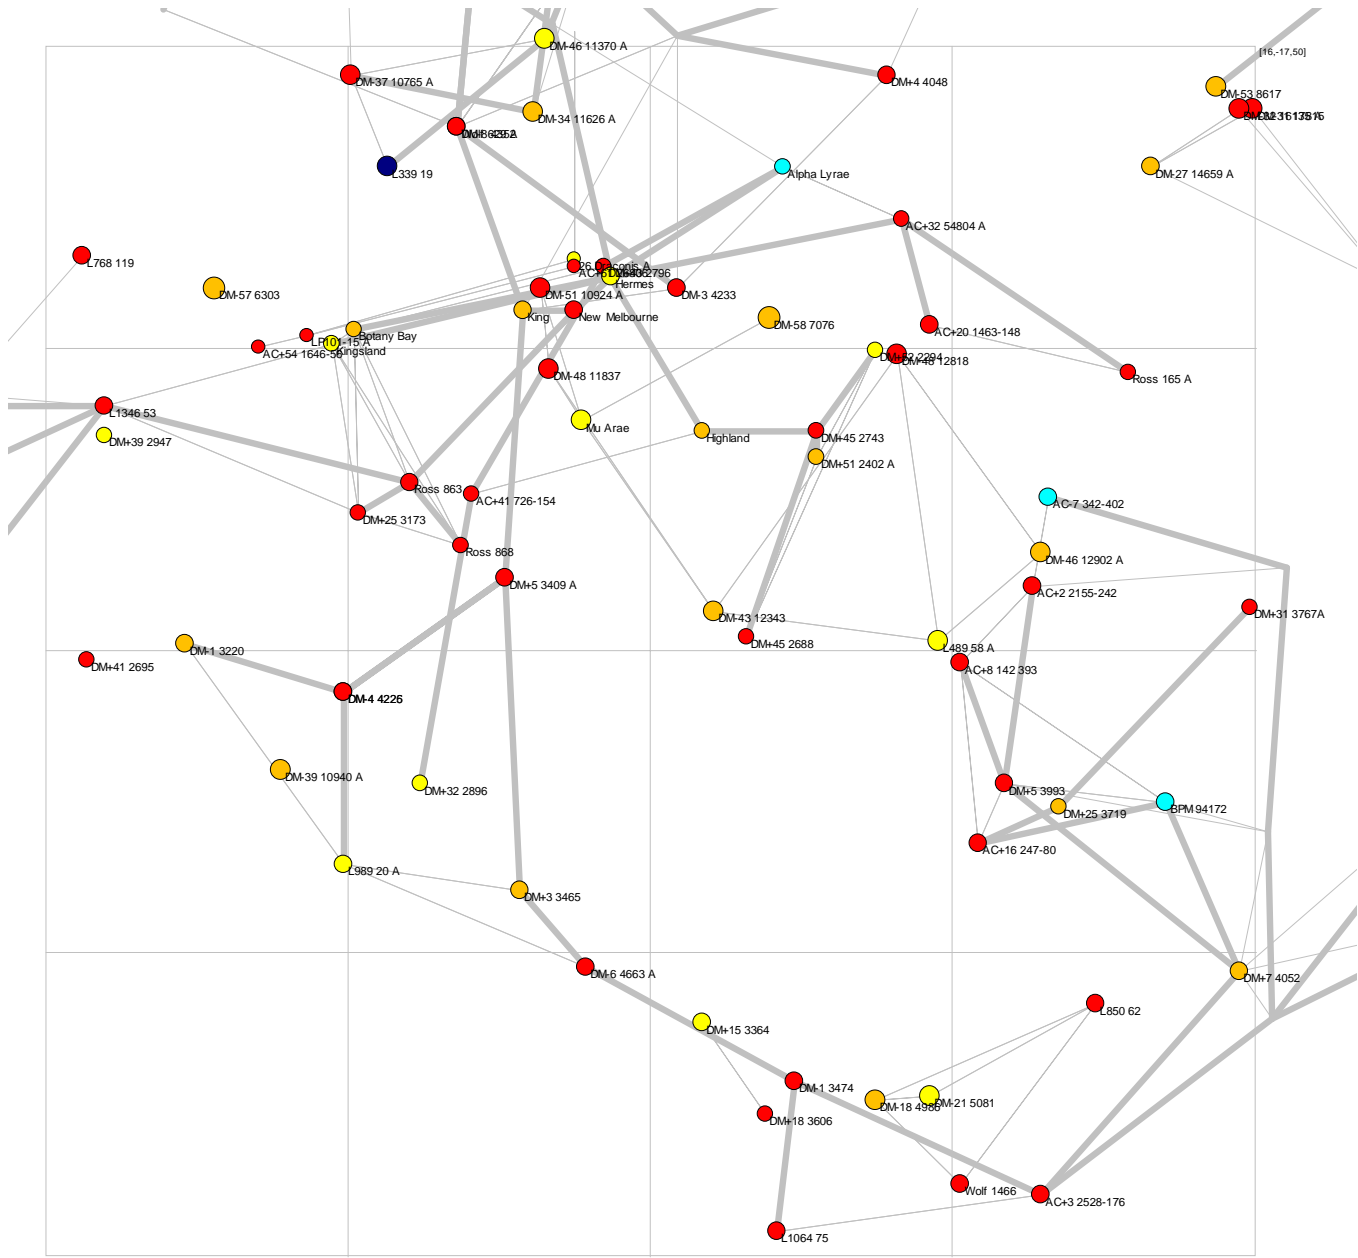 DM-46 11370 A
[16,-17,50]
DM-37 10765 A
DM+4 4048
DM-53 8617
DM-34 11626 A
L339 19
Alpha Lyrae
DM-27 14659 A
AC+32 54804 A
L768 119
26 Draconis A
Hermes
DM-57 6303
DM-51 10924 A
DM-3 4233
King
New Melbourne
DM-58 7076
AC+20 1463-148
Botany Bay
LP101-15 A
Kingsland
AC+54 1646-56
DM+52 2294
DM-48 12818
DM-48 11837
Ross 165 A
L1346 53
Mu Arae
DM+39 2947
Highland
DM+45 2743
DM+51 2402 A
Ross 863
AC+41 726-154
AC-7 342-402
DM+25 3173
Ross 868
DM-46 12902 A
DM+5 3409 A
AC+2 2155-242
DM-43 12343
DM+31 3767A
DM+45 2688
L489 58 A
DM-1 3220
DM+41 2695
AC+8 142 393
DM-39 10940 A
DM+32 2896
DM+5 3993
DM+25 3719
BPM 94172
AC+16 247-80
L989 20 A
DM+3 3465
DM-6 4663 A
DM+7 4052
L850 62
DM+15 3364
DM-1 3474
DM-18 4986
DM-21 5081
DM+18 3606
Wolf 1466
AC+3 2528-176
L1064 75